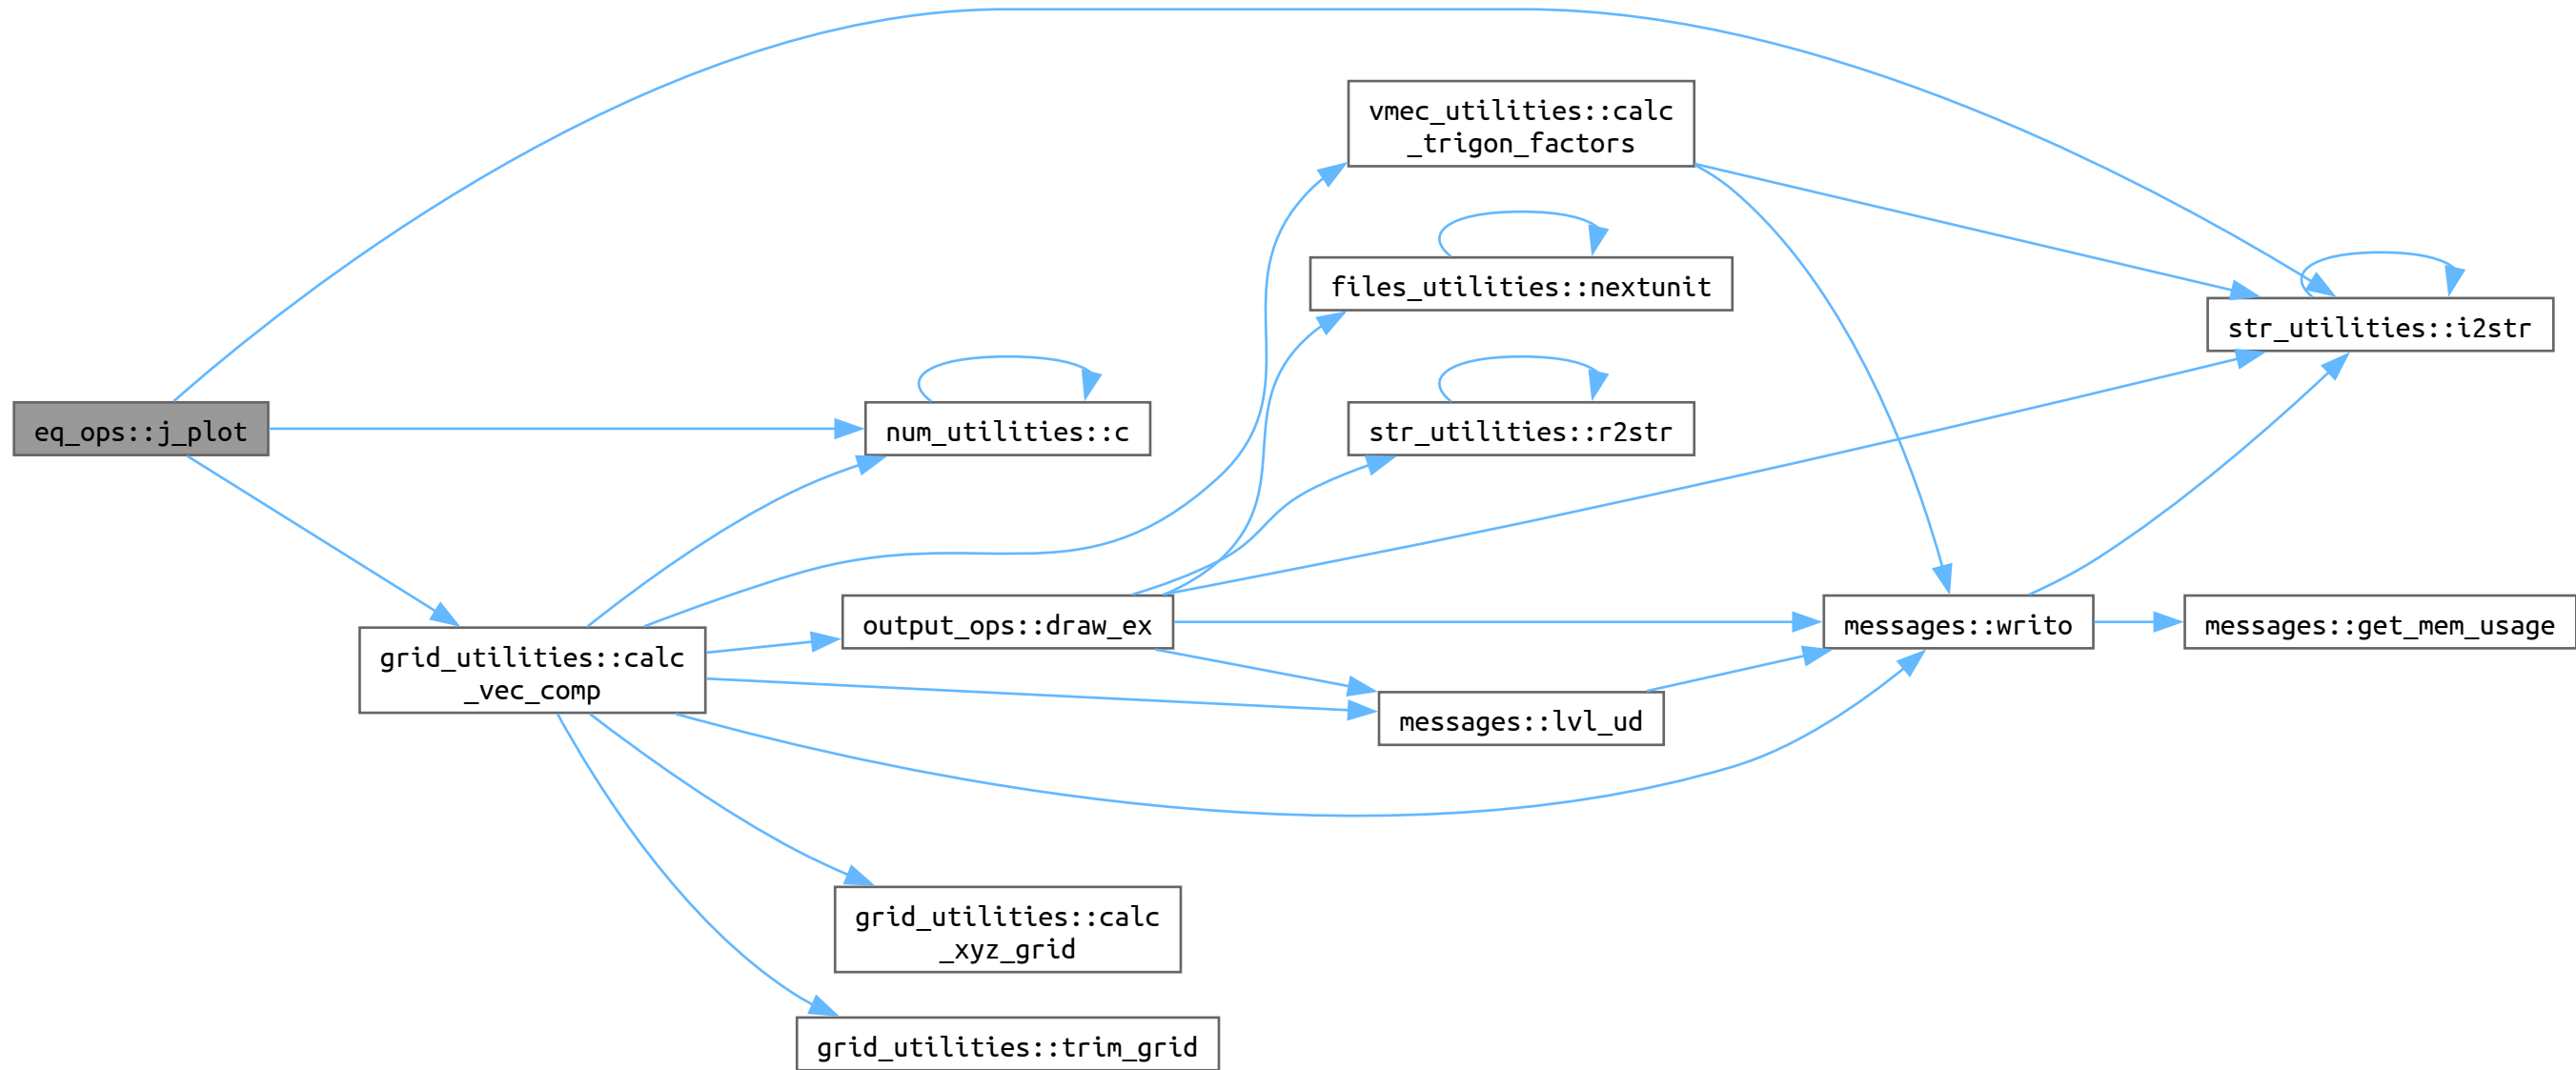 vmec_utilities::calc
_trigon_factors
files_utilities::nextunit
str_utilities::i2str
eq_ops::j_plot
num_utilities::c
str_utilities::r2str
grid_utilities::calc
_vec_comp
output_ops::draw_ex
messages::writo
messages::get_mem_usage
messages::lvl_ud
grid_utilities::calc
_xyz_grid
grid_utilities::trim_grid